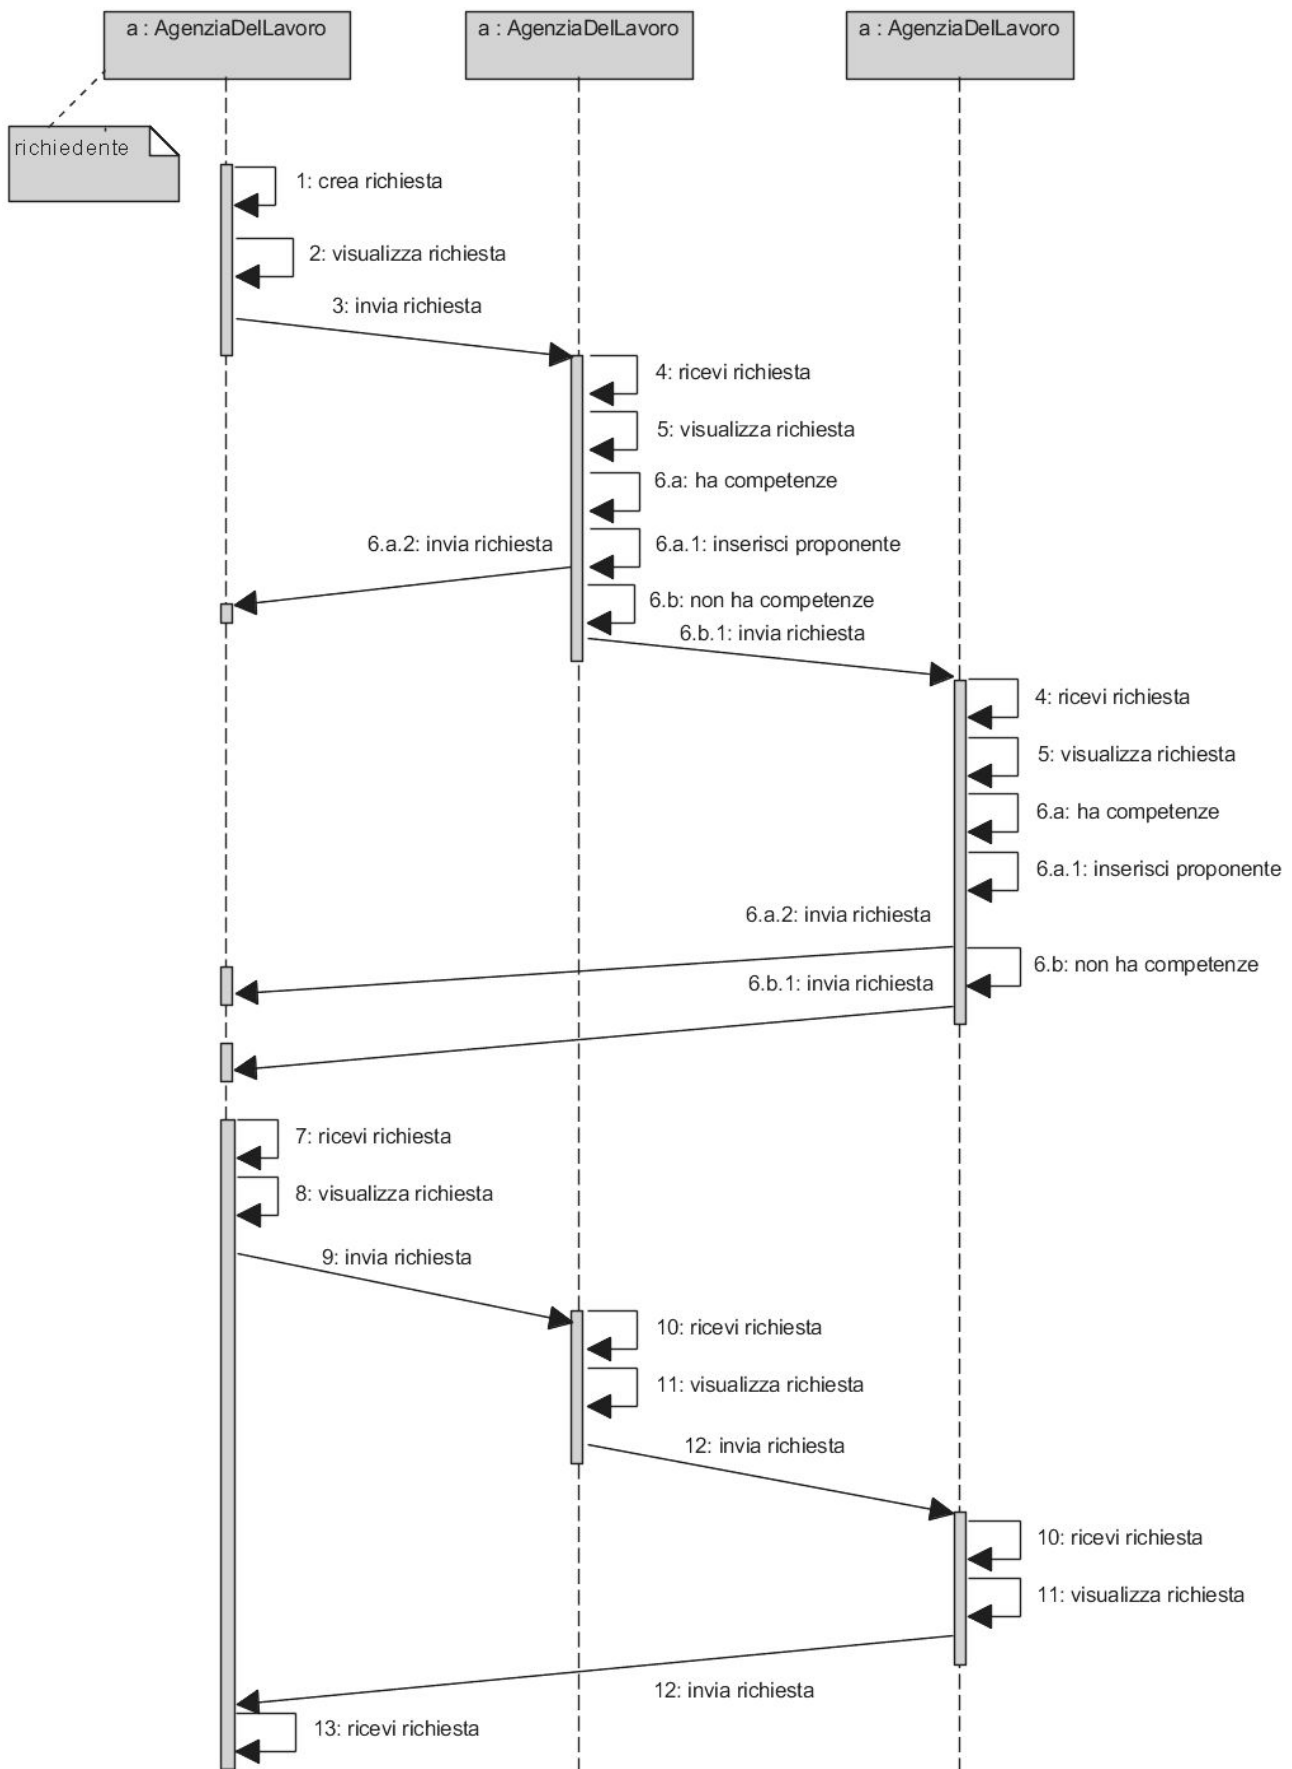 a : AgenziaDelLavoro
a : AgenziaDelLavoro
a : AgenziaDelLavoro
richiedente
1: crea richiesta
2: visualizza richiesta
3: invia richiesta
4: ricevi richiesta
5: visualizza richiesta
6.a: ha competenze
6.a.2: invia richiesta
6.a.1: inserisci proponente
6.b: non ha competenze
6.b.1: invia richiesta
4: ricevi richiesta
5: visualizza richiesta
6.a: ha competenze
6.a.1: inserisci proponente
6.a.2: invia richiesta
6.b: non ha competenze
6.b.1: invia richiesta
7: ricevi richiesta
8: visualizza richiesta
9: invia richiesta
10: ricevi richiesta
11: visualizza richiesta
12: invia richiesta
10: ricevi richiesta
11: visualizza richiesta
12: invia richiesta
13: ricevi richiesta